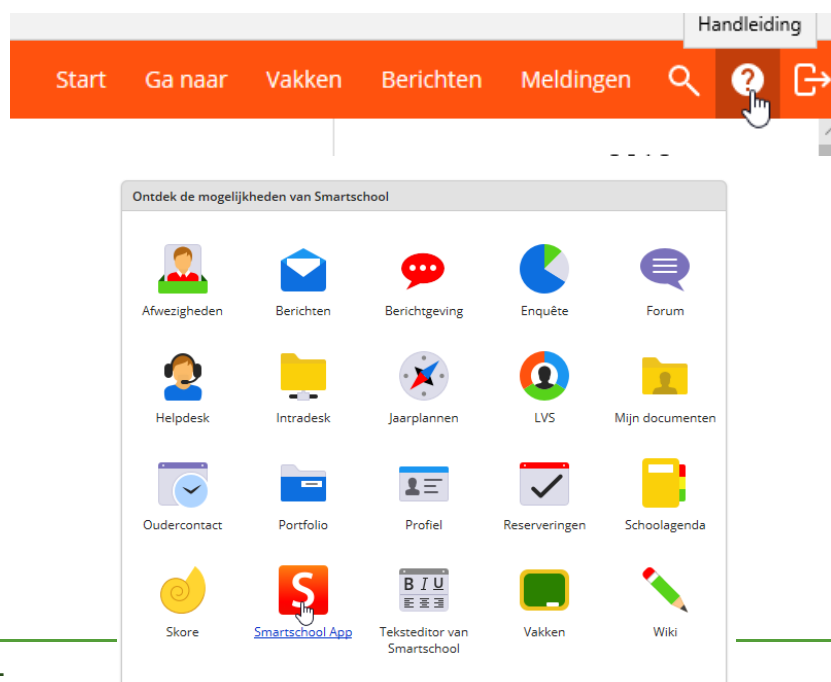 Handleiding
Start Ga naar Vakken Berichten Meldingen
Ontdek de mogelijkheden van Smartschool
Afwezigheden Berichten Berichtgeving Enquête Forum
Helpdesk Intradesk Jaarplannen LVS Mijn documenten
Oudercontact Portfolio Profiel Reserveringen Schoolagenda
S
B I U
Skore Smartschool App Teksteditor van Vakken Wiki
Smartschool